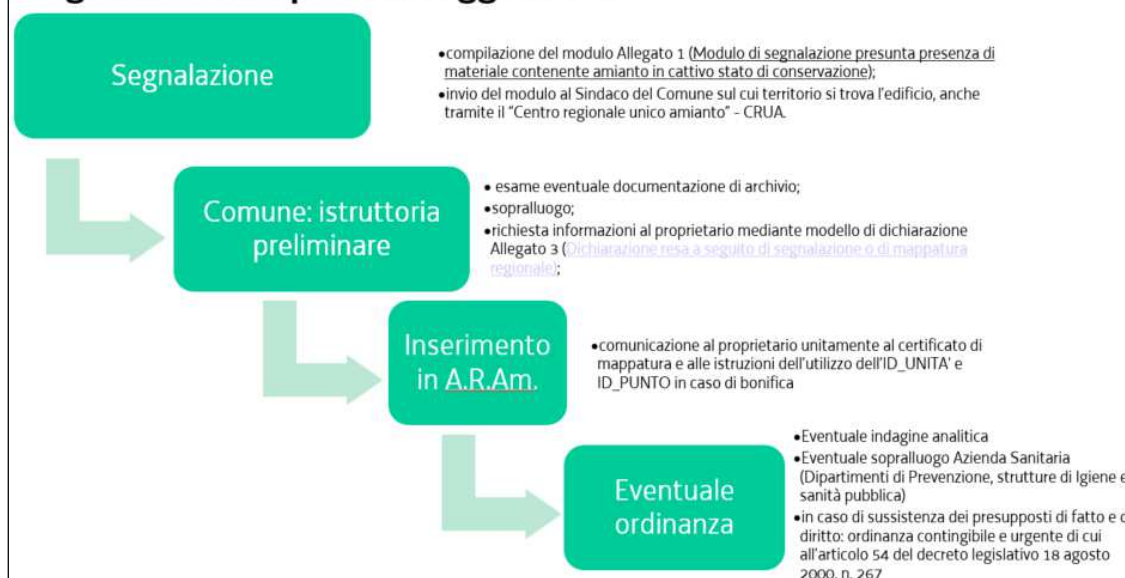 Segnalazione
•compilazione del modulo Allegato 1 (Modulo di segnalazione presunta presenza di
materiale contenente amianto in cattivo stato di conservazione);
•invio del modulo al Sindaco del Comune sul cui territorio si trova l'edificio, anche
tramite il "Centro regionale unico amianto" - CRUA.
Comune: istruttoria
preliminare
• esame eventuale documentazione di archivio;
•sopralluogo;
•richiesta informazioni al proprietario mediante modello di dichiarazione
Allegato 3 (Dichiarazione resa a seguito di segnalazione o di mappatura
regionale);
Inserimento
in A.R.Am.
•comunicazione al proprietario unitamente al certificato di
mappatura e alle istruzioni dell'utilizzo dell'ID_UNITA' e
ID_PUNTO in caso di bonifica
Eventuale
ordinanza
•Eventuale indagine analitica
•Eventuale sopralluogo Azienda Sanitaria
(Dipartimenti di Prevenzione, strutture di Igiene e
sanità pubblica)
•in caso di sussistenza dei presupposti di fatto e
diritto: ordinanza contingibile e urgente di cui
all'articolo 54 del decreto legislativo 18 agosto
2000, n. 267